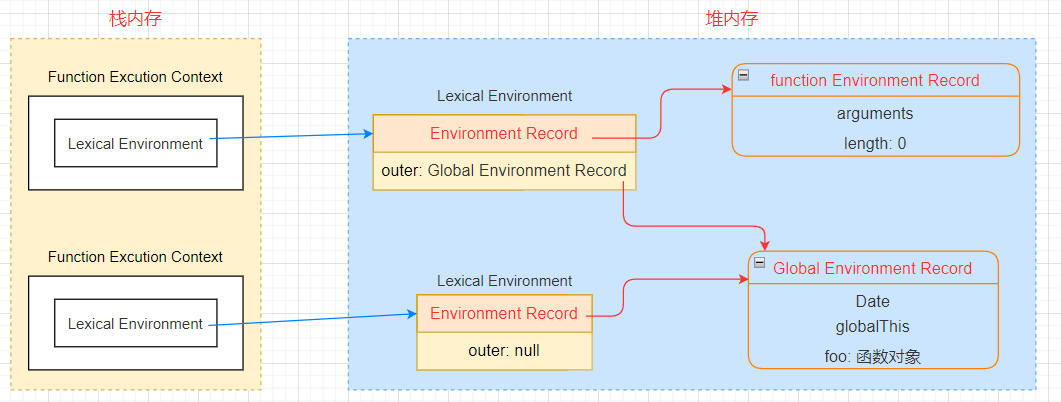 栈内存
堆内存
Function Excution Context
Lexical Environment
Lexical Environment
Environment Record
outer: Global Environment Record
function Environment Record
arguments
length: 0
Function Excution Context
Lexical Environment
Lexical Environment
Environment Record
outer: null
Global Environment Record
Date
globalThis
foo: 函数对象